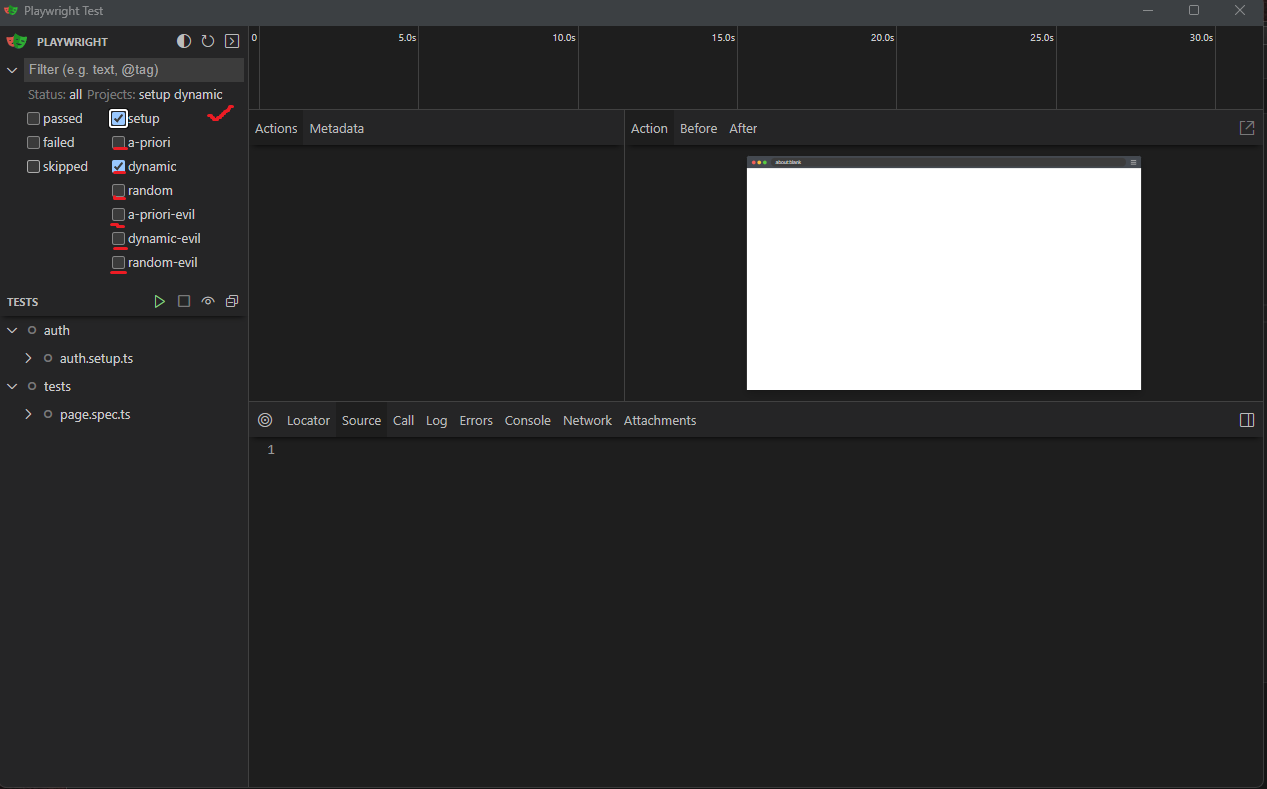 Playwright Test
PLAYWRIGHT
Filter (e.g. text, @tag)
Status: all Projects: setup dynamic
passed setup
failed a-priori
skipped dynamic
random
a-priori-evil
dynamic-evil
random-evil
TESTS
auth
auth.setup.ts
tests
page.spec.ts
0 5.0s 10.0s 15.0s 20.0s 25.0s 30.0s
Actions Metadata
Action Before After
about:blank
Locator Source Call Log Errors Console Network Attachments
1